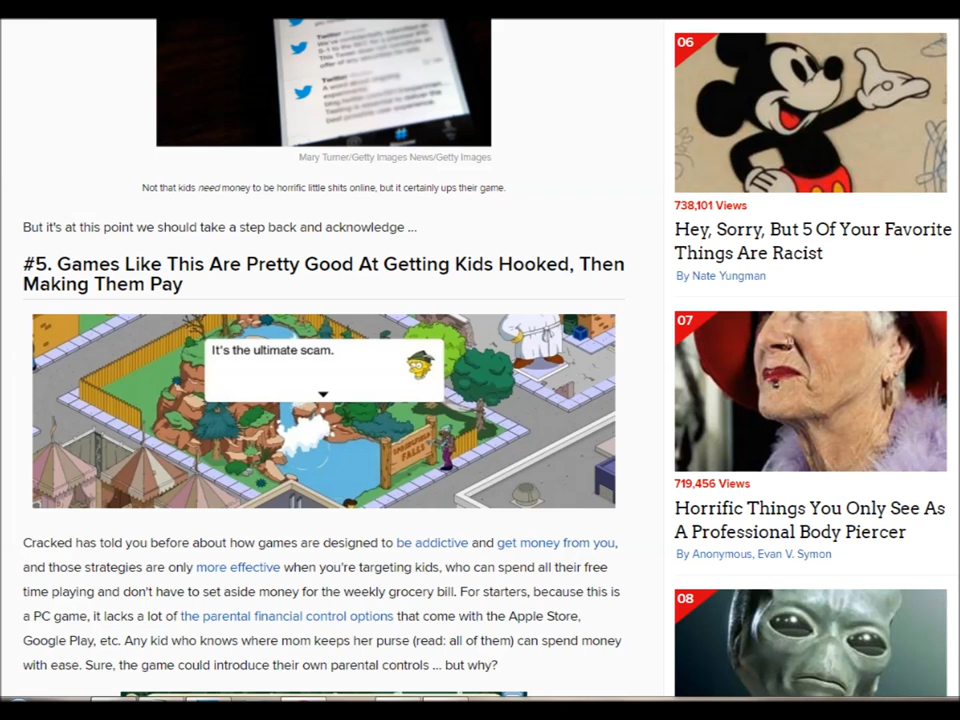 Twitter
Twitter
Mary Turner/Getty Images News/Getty Images
Not that kids need money to be horrific little shits online, but it certainly ups their game.
But it's at this point we should take a step back and acknowledge ...
#5. Games Like This Are Pretty Good At Getting Kids Hooked, Then
Making Them Pay
It's the ultimate scam.
SPRINGFIELD
FALLS
Cracked has told you before about how games are designed to be addictive and get money from you,
and those strategies are only more effective when you're targeting kids, who can spend all their free
time playing and don't have to set aside money for the weekly grocery bill. For starters, because this is
a PC game, it lacks a lot of the parental financial control options that come with the Apple Store,
Google Play, etc. Any kid who knows where mom keeps her purse (read: all of them) can spend money
with ease. Sure, the game could introduce their own parental controls ... but why?
06
738,101 Views
Hey, Sorry, But 5 Of Your Favorite
Things Are Racist
By Nate Yungman
07
719,456 Views
Horrific Things You Only See As
A Professional Body Piercer
By Anonymous, Evan V. Symon
08